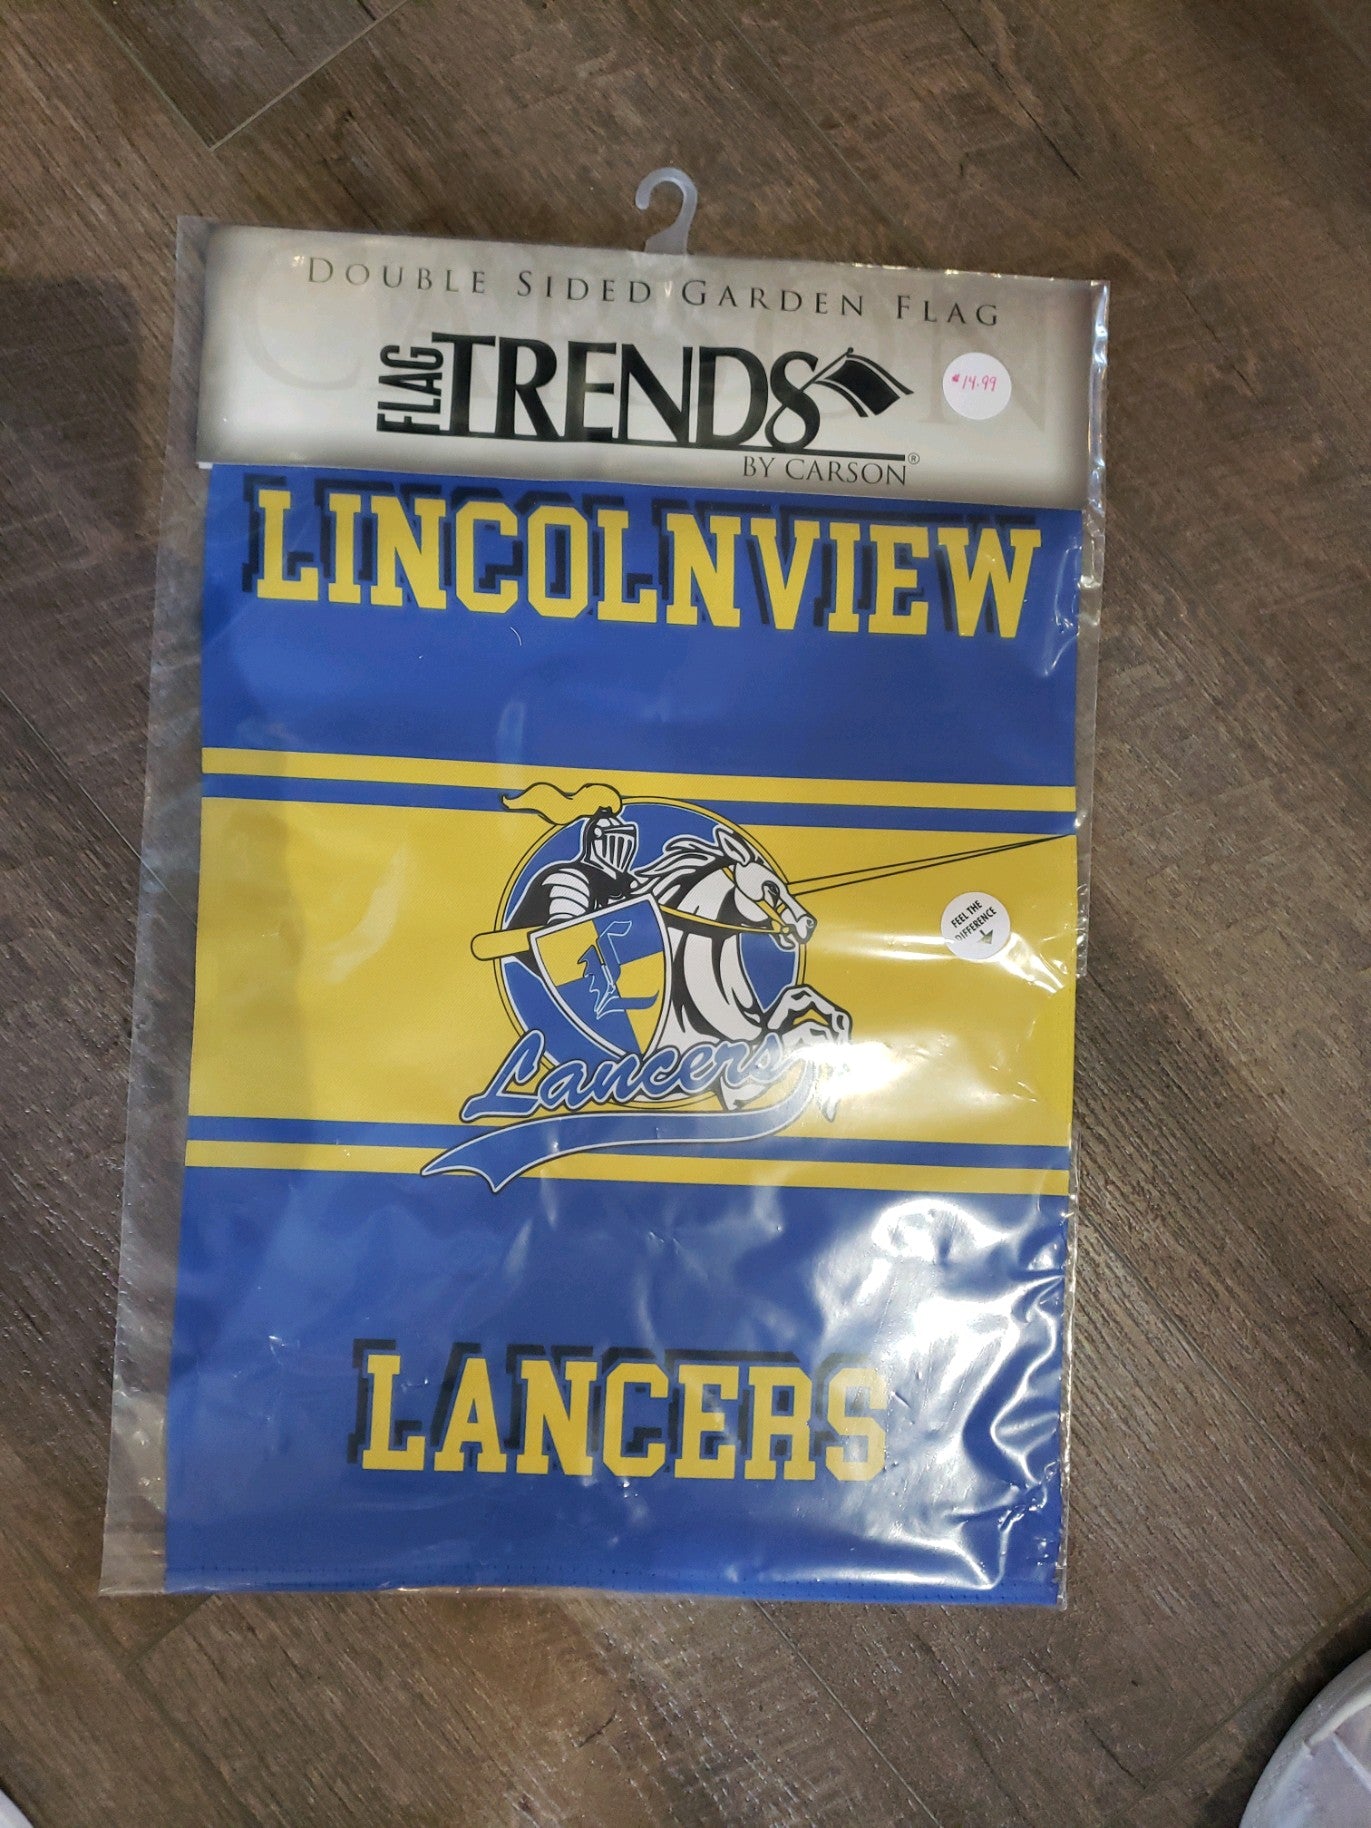 DOUBLE SIDED GARDEN FLAG
FLAG TRENDS
$14.99
BY CARSON®
LINCOLNVIEW
FEEL THE
DIFFERENCE
L
Lancers
LANCERS